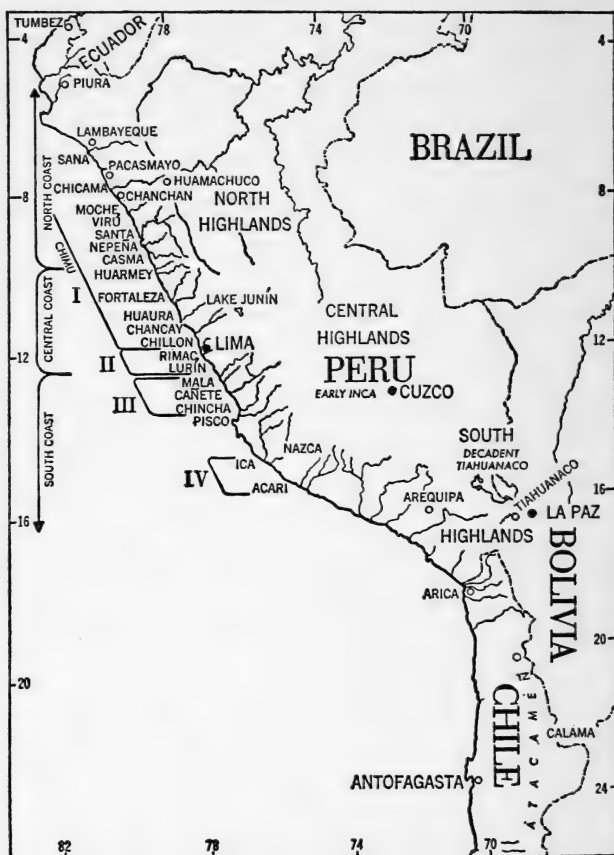 78
74
70
4
TUMBEZ
ECUADOR
PIURA
BRAZIL
LAMBAYEQUE
SANA
PACASMAYO
CHICAMA
HUAMACHUCO
CHANCHAN
8
8
NORTH COAST
NORTH
HIGHLANDS
MOCHE
VIRÚ
SANTA
NEPEÑA
CASMA
HUARMEY
CHIMU
FORTALEZA
LAKE JUNÍN
I
HUAURA
CHANCAY
CHILLON
LIMA
CENTRAL COAST
CENTRAL
HIGHLANDS
12
12
II
RIMAC
LURÍN
PERU
EARLY INCA
CUZCO
III
MALA
CAÑETE
CHINCHA
PISCO
SOUTH COAST
NAZCA
SOUTH
DECADENT
TIAHUANACO
IV
ICA
ACARI
AREQUIPA
TIAHUANACO
16
16
LA PAZ
HIGHLANDS
BOLIVIA
ARICA
20
20
CHILE
CALAMA
ANTOFAGASTA
24
82
74
78
70